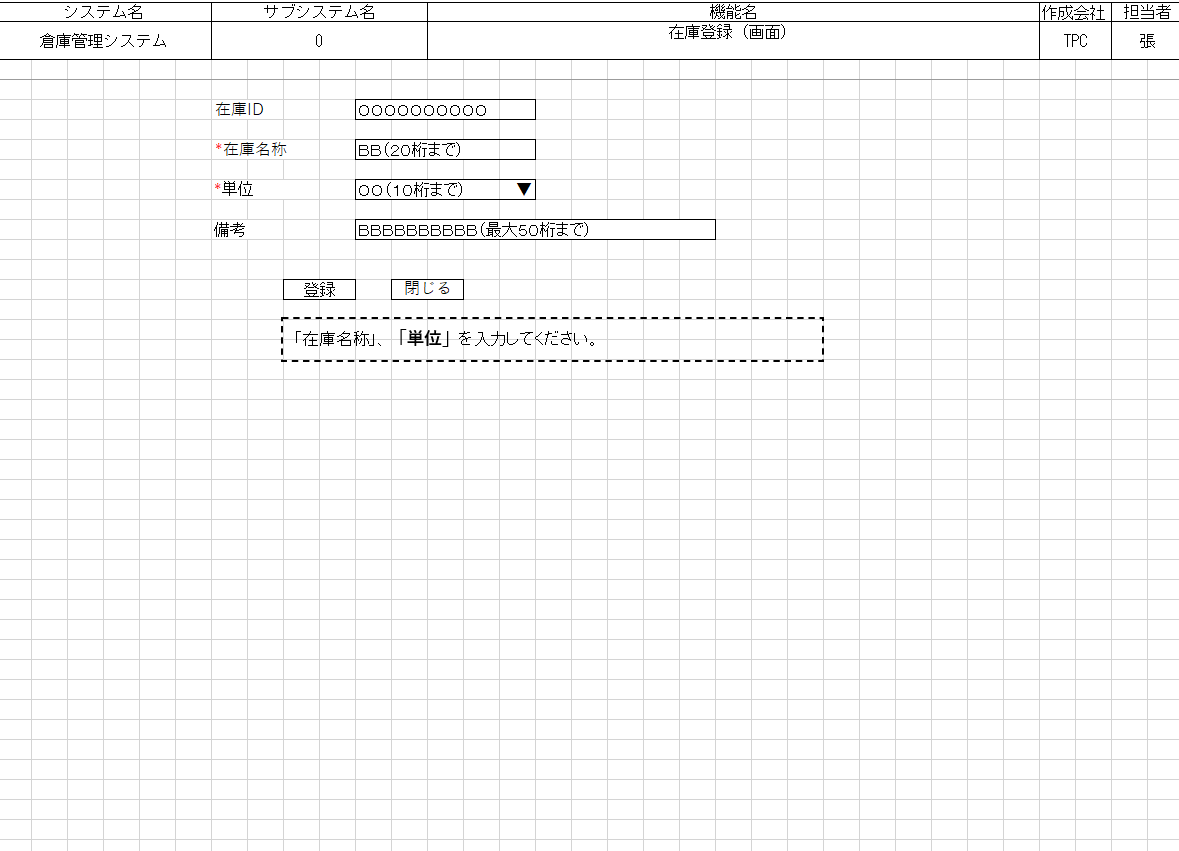 システム名 サブシステム名 機能名 作成会社 担当者
倉庫管理システム 0 在庫登録（画面） TPC 張
在庫ID ○○○○○○○○○○
*在庫名称 BB（20桁まで）
*単位 ○○（10桁まで） ▼
備考 BBBBBBBBBB（最大50桁まで）
登録 閉じる
「在庫名称」、「単位」を入力してください。